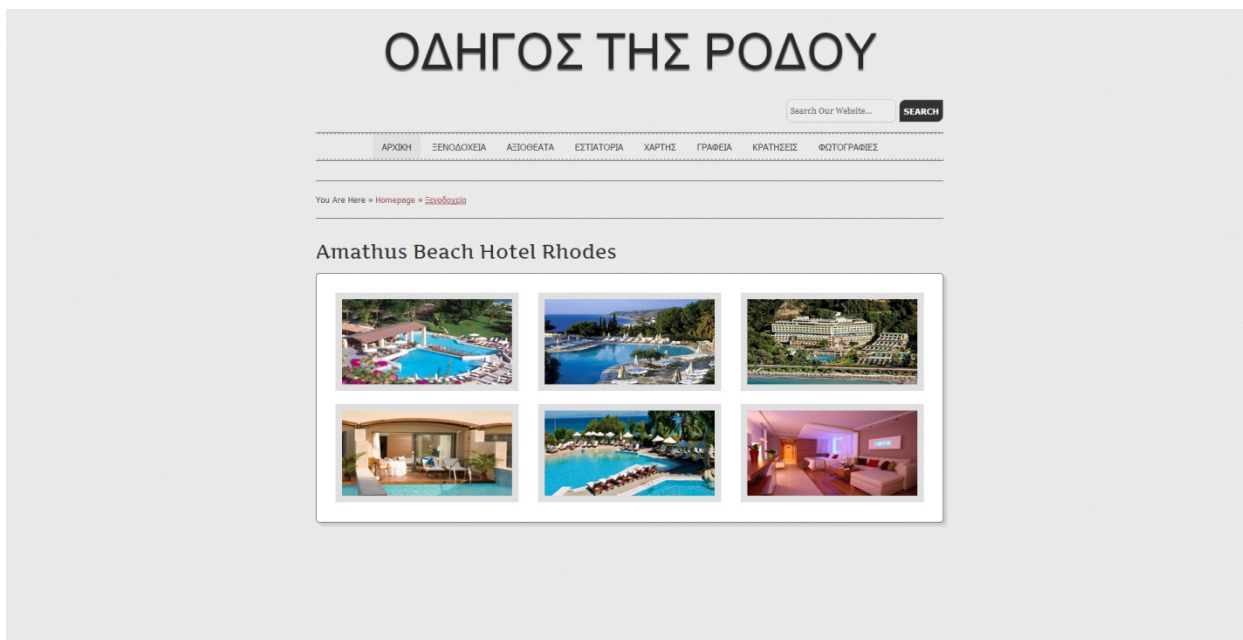 ΟΔΗΓΟΣ ΤΗΣ ΡΟΔΟΥ
Search Our Website... SEARCH
ΑΡΧΙΚΗ ΞΕΝΟΔΟΧΕΙΑ ΑΞΙΟΘΕΑΤΑ ΕΣΤΙΑΤΟΡΙΑ ΧΑΡΤΗΣ ΓΡΑΦΕΙΑ ΚΡΑΤΗΣΕΙΣ ΦΩΤΟΓΡΑΦΙΕΣ
You Are Here » Homepage » Ξενοδοχεία
Amathus Beach Hotel Rhodes